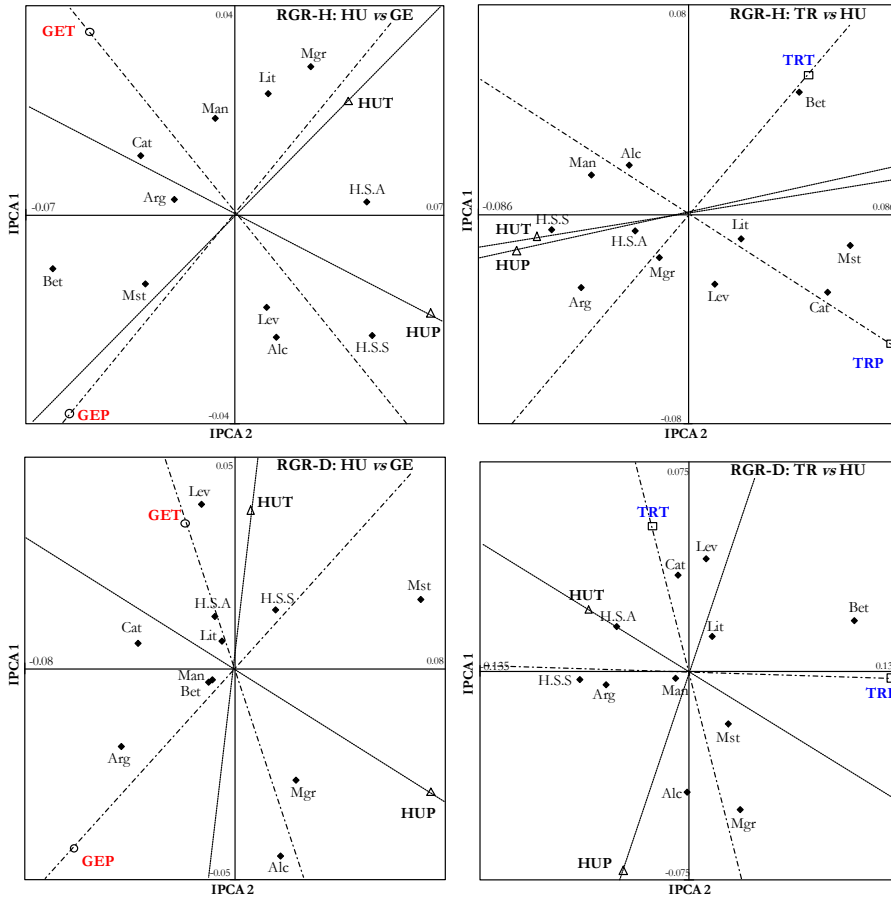 0.04
RGR-H: HU vs GE
GET
Mgr
Lit
HUT
Man
Cat
Arg
H.S.A
-0.07
0.07
IPCA 1
Bet
Mst
Lev
Alc
H.S.S
HUP
GEP
-0.04
IPCA 2
0.08
RGR-H: TR vs HU
TRT
Bet
Alc
Man
-0.086
0.086
H.S.S
HUT
H.S.A
Lit
HUP
Mgr
Mst
IPCA 1
Arg
Lev
Cat
TRP
-0.08
IPCA 2
0.05
RGR-D: HU vs GE
Lev
GET
HUT
Mst
H.S.A
H.S.S
Cat
Lit
-0.08
0.08
IPCA 1
Man
Bet
Arg
Mgr
HUP
GEP
Alc
-0.05
IPCA 2
0.075
RGR-D: TR vs HU
TRT
Lev
Cat
HUT
Bet
H.S.A
Lit
0.135
IPCA 1
H.S.S
Arg
Man
Mst
Alc
Mgr
HUP
-0.075
IPCA 2